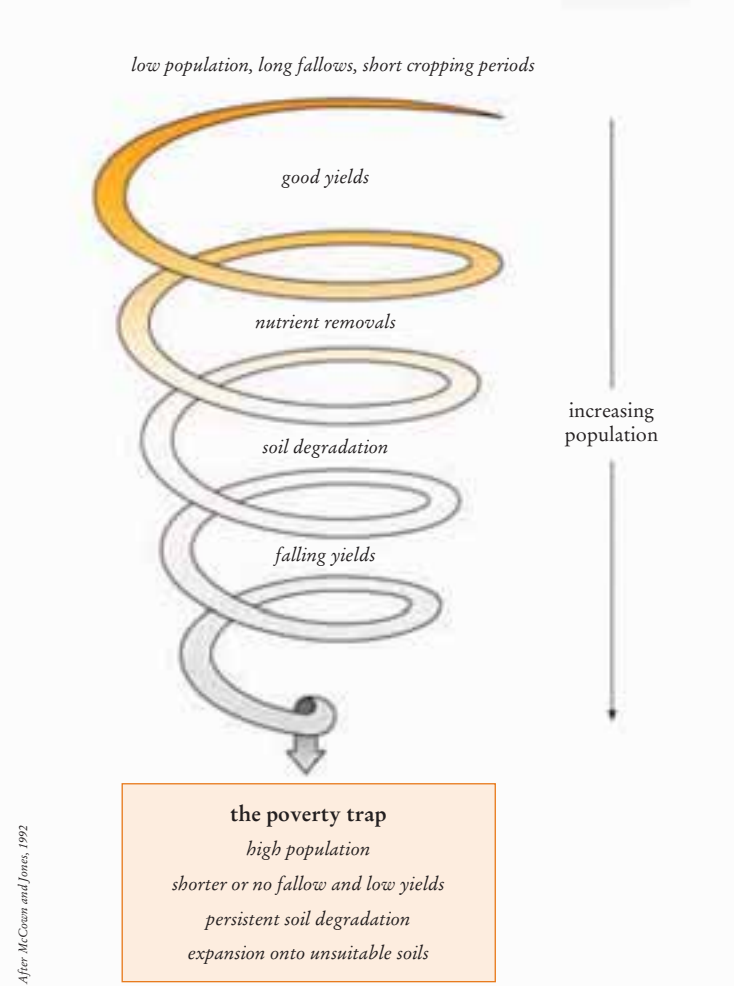 low population, long fallows, short cropping periods
good yields
nutrient removals
increasing
population
soil degradation
falling yields
the poverty trap
high population
shorter or no fallow and low yields
persistent soil degradation
expansion onto unsuitable soils
After McCown and Jones, 1992